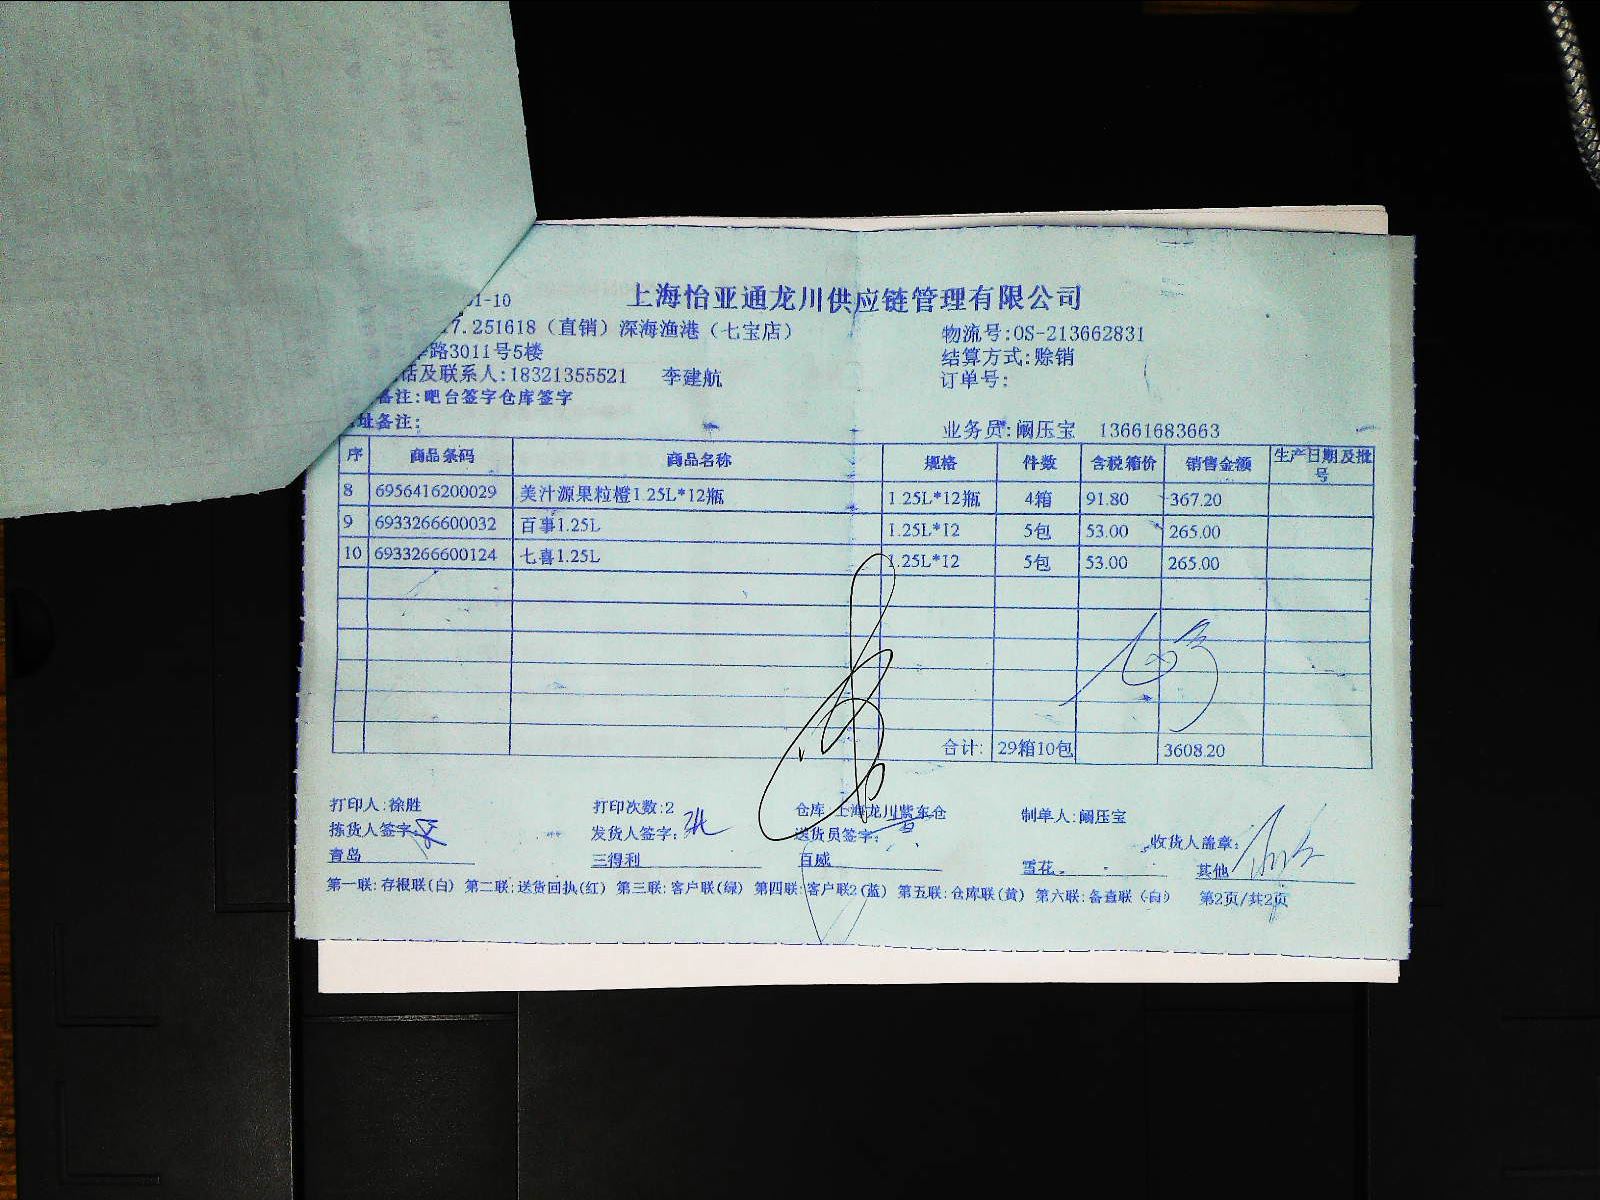 01-10 上海怡亚通龙川供应链管理有限公司
7.251618（直销）深海渔港（七宝店） 物流号:OS-213662831
路3011号5楼 结算方式:赊销
话及联系人:18321355521 李建航 订单号:
备注:吧台签字仓库签字
址备注: 业务员:阚压宝 13661683663
序 商品条码 商品名称 规格 件数 含税箱价 销售金额 生产日期及批号
8 6956416200029 美汁源果粒橙1.25L*12瓶 1.25L*12瓶 4箱 91.80 367.20
9 6933266600032 百事1.25L 1.25L*12 5包 53.00 265.00
10 6933266600124 七喜1.25L 1.25L*12 5包 53.00 265.00
合计: 29箱10包 3608.20
打印人:徐胜 打印次数:2 仓库 上海龙川紫东仓 制单人:阚压宝
拣货人签字: 发货人签字: 送货员签字: 收货人盖章:
青岛 三得利 百威 雪花 其他
第一联:存根联(白) 第二联:送货回执(红) 第三联:客户联(绿) 第四联:客户联2(蓝) 第五联:仓库联(黄) 第六联:备查联(白) 第2页/共2页